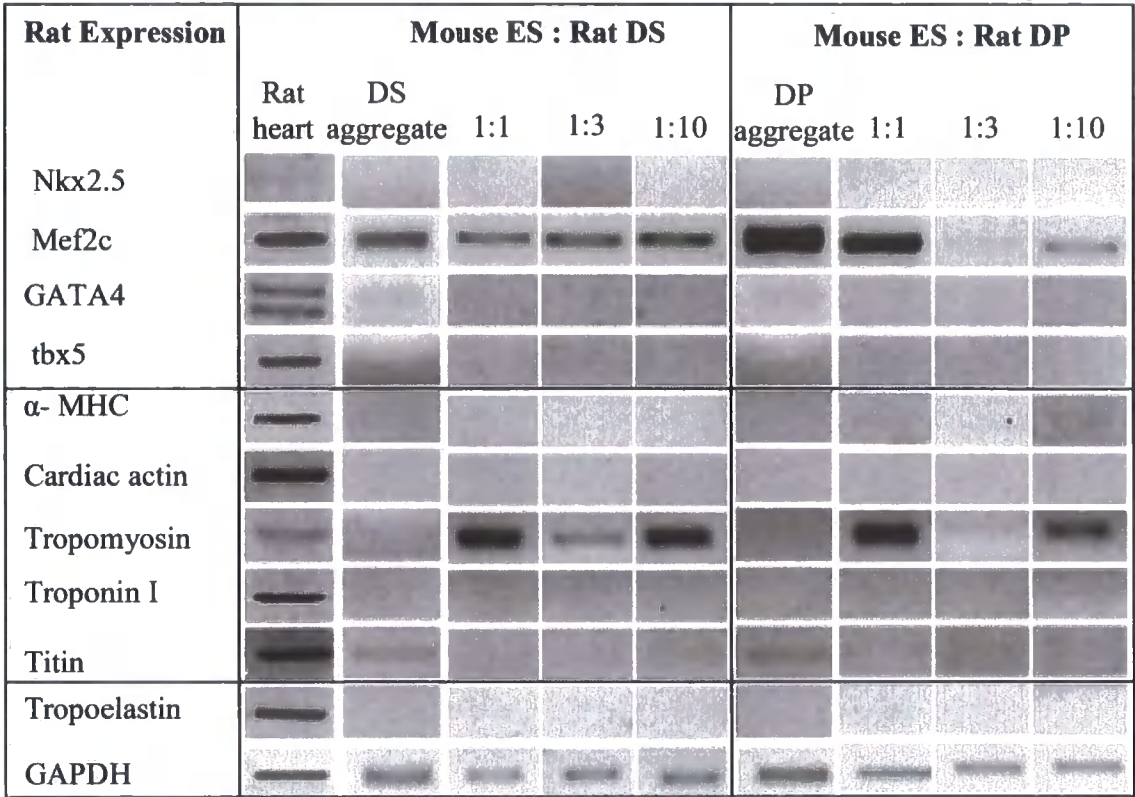 Rat Expression Mouse ES : Rat DS Mouse ES : Rat DP
Rat DS DP
heart aggregate 1:1 1:3 1:10 aggregate 1:1 1:3 1:10
Nkx2.5
Mef2c
GATA4
tbx5
α- MHC
Cardiac actin
Tropomyosin
Troponin I
Titin
Tropoelastin
GAPDH